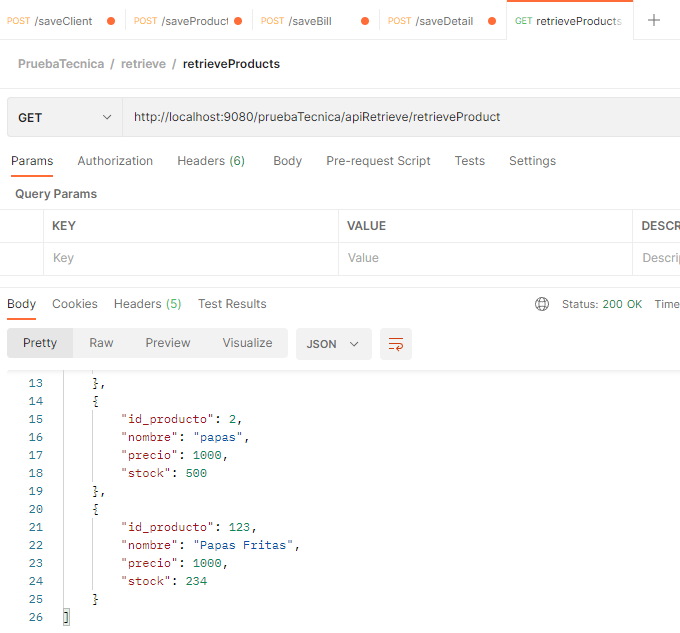 POST /saveClient POST /saveProduct POST /saveBill POST /saveDetail GET retrieveProducts +
PruebaTecnica / retrieve / retrieveProducts
GET http://localhost:9080/pruebaTecnica/apiRetrieve/retrieveProduct
Params Authorization Headers (6) Body Pre-request Script Tests Settings
Query Params
KEY VALUE DESCR
Key Value Descri
Body Cookies Headers (5) Test Results Status: 200 OK Time
Pretty Raw Preview Visualize JSON
13 },
14 {
15 "id_producto": 2,
16 "nombre": "papas",
17 "precio": 1000,
18 "stock": 500
19 },
20 {
21 "id_producto": 123,
22 "nombre": "Papas Fritas",
23 "precio": 1000,
24 "stock": 234
25 }
26 ]